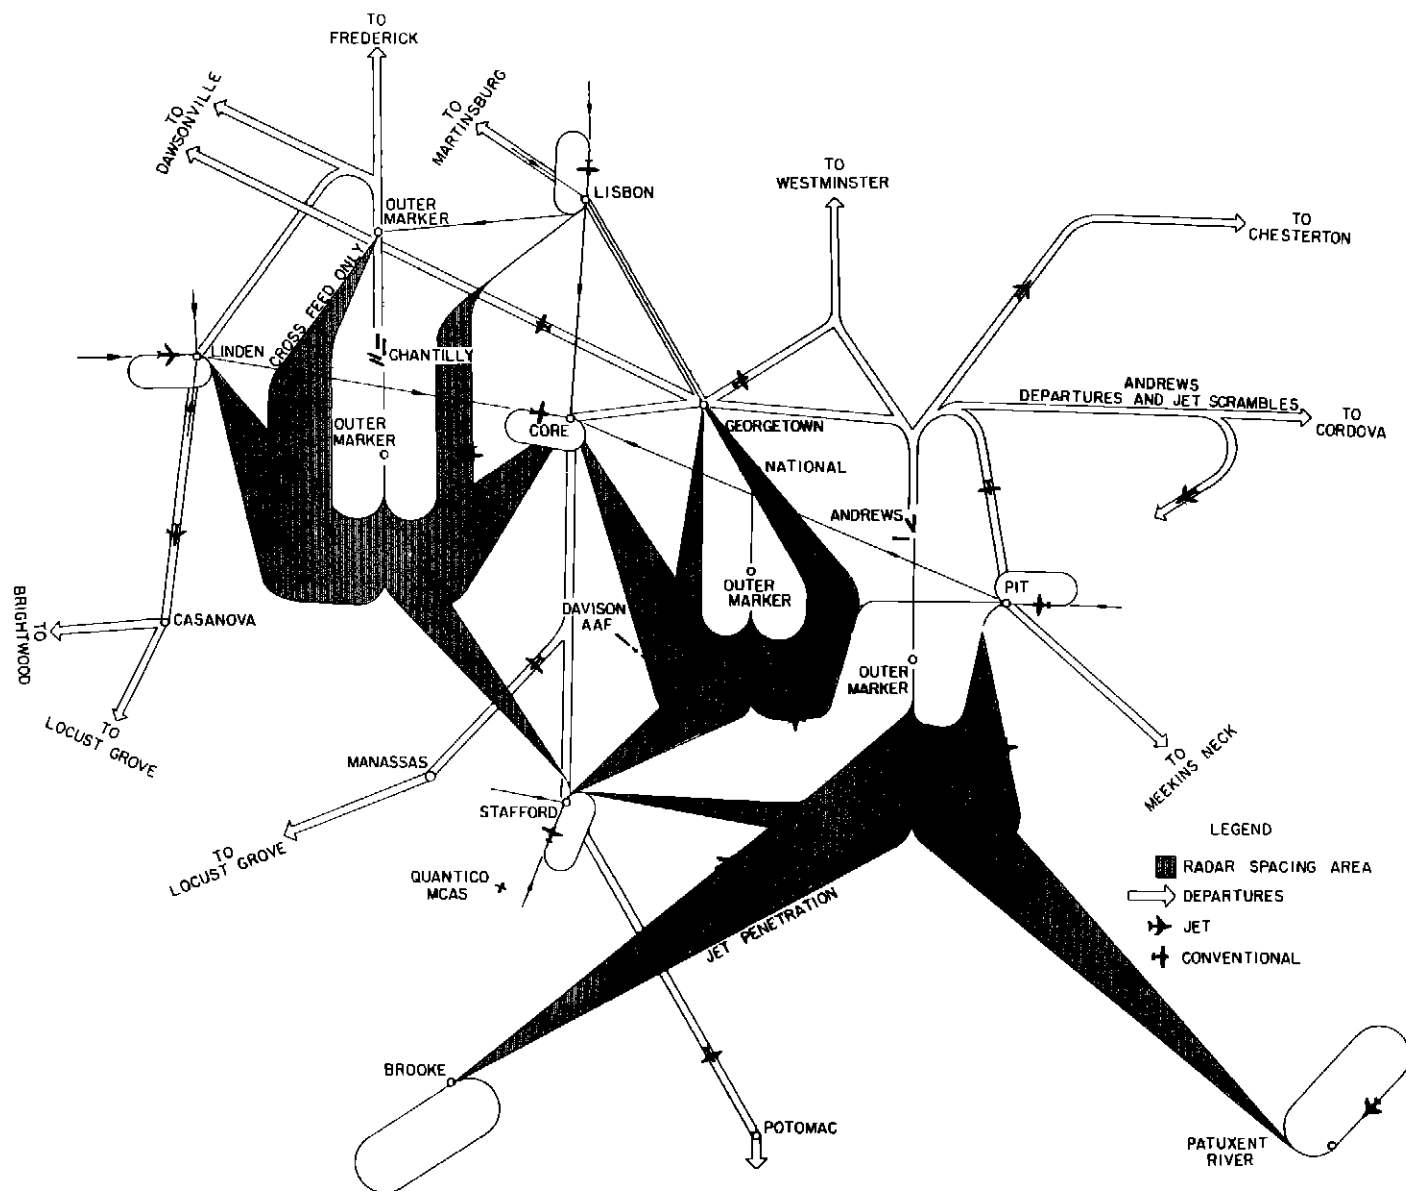 TO
FREDERICK
TO
DAWSONVILLE
TO
MARTINSBURG
LISBON
TO
WESTMINSTER
OUTER
MARKER
TO
CHESTERTON
CROSS FEED ONLY
LINDEN
CHANTILLY
ANDREWS
DEPARTURES AND JET SCRAMBLES
TO
CORDOVA
OUTER
MARKER
CORE
GEORGETOWN
NATIONAL
ANDREWS
OUTER
MARKER
PIT
DAVISON
AAF
TO
BRIGHTWOOD
CASANOVA
OUTER
MARKER
TO
LOCUST GROVE
MANASSAS
TO
MEEKINS NECK
STAFFORD
TO
LOCUST GROVE
QUANTICO
MCAS
JET PENETRATION
LEGEND
RADAR SPACING AREA
DEPARTURES
JET
CONVENTIONAL
BROOKE
POTOMAC
PATUXENT
RIVER